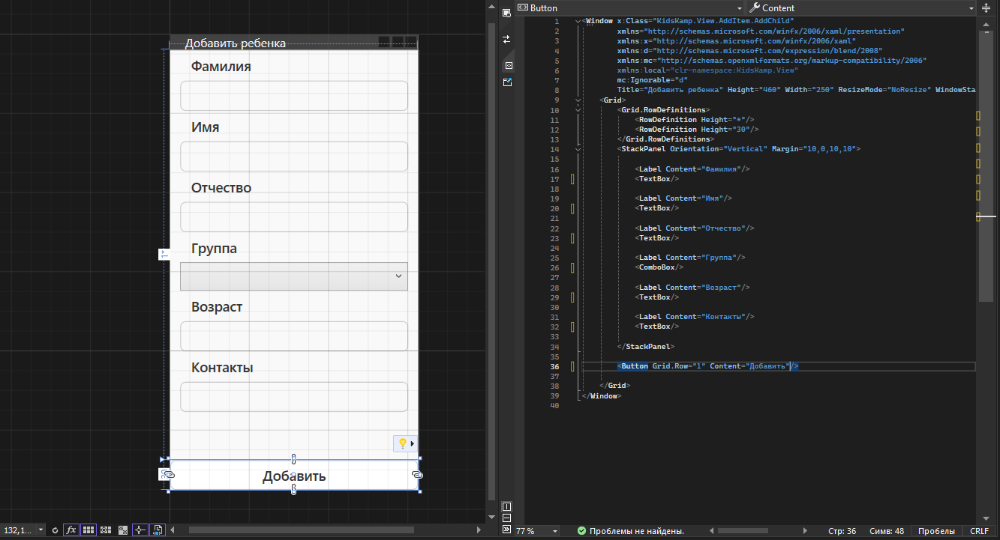 Добавить ребенка
Фамилия
Имя
Отчество
Группа
Возраст
Контакты
Добавить
1*
132,1...
fx
Button
Content
1 <Window x:Class="KidsKamp.View.AddItem.AddChild"
2 xmlns="http://schemas.microsoft.com/winfx/2006/xaml/presentation"
3 xmlns:x="http://schemas.microsoft.com/winfx/2006/xaml"
4 xmlns:d="http://schemas.microsoft.com/expression/blend/2008"
5 xmlns:mc="http://schemas.openxmlformats.org/markup-compatibility/2006"
6 xmlns:local="clr-namespace:KidsKamp.View"
7 mc:Ignorable="d"
8 Title="Добавить ребенка" Height="460" Width="250" ResizeMode="NoResize" WindowSta
9 <Grid>
10 <Grid.RowDefinitions>
11 <RowDefinition Height="*"/>
12 <RowDefinition Height="30"/>
13 </Grid.RowDefinitions>
14 <StackPanel Orientation="Vertical" Margin="10,0,10,10">
15
16 <Label Content="Фамилия"/>
17 <TextBox/>
18
19 <Label Content="Имя"/>
20 <TextBox/>
21
22 <Label Content="Отчество"/>
23 <TextBox/>
24
25 <Label Content="Группа"/>
26 <ComboBox/>
27
28 <Label Content="Возраст"/>
29 <TextBox/>
30
31 <Label Content="Контакты"/>
32 <TextBox/>
33
34 </StackPanel>
35
36 <Button Grid.Row="1" Content="Добавить"/>
37
38 </Grid>
39 </Window>
40
77 %
Проблемы не найдены.
Стр: 36
Симв: 48
Пробелы
CRLF